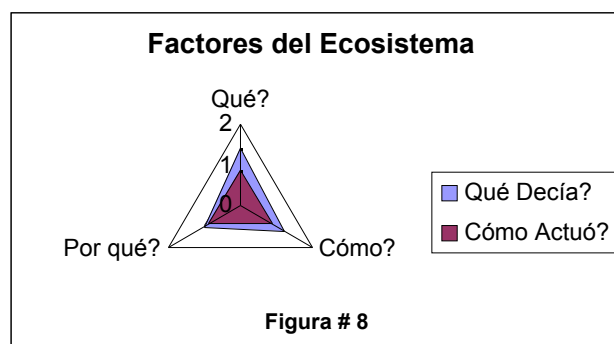 Factores del Ecosistema
Qué?
2
1
0
Por qué?
Cómo?
Qué Decía?
Cómo Actuó?
Figura # 8